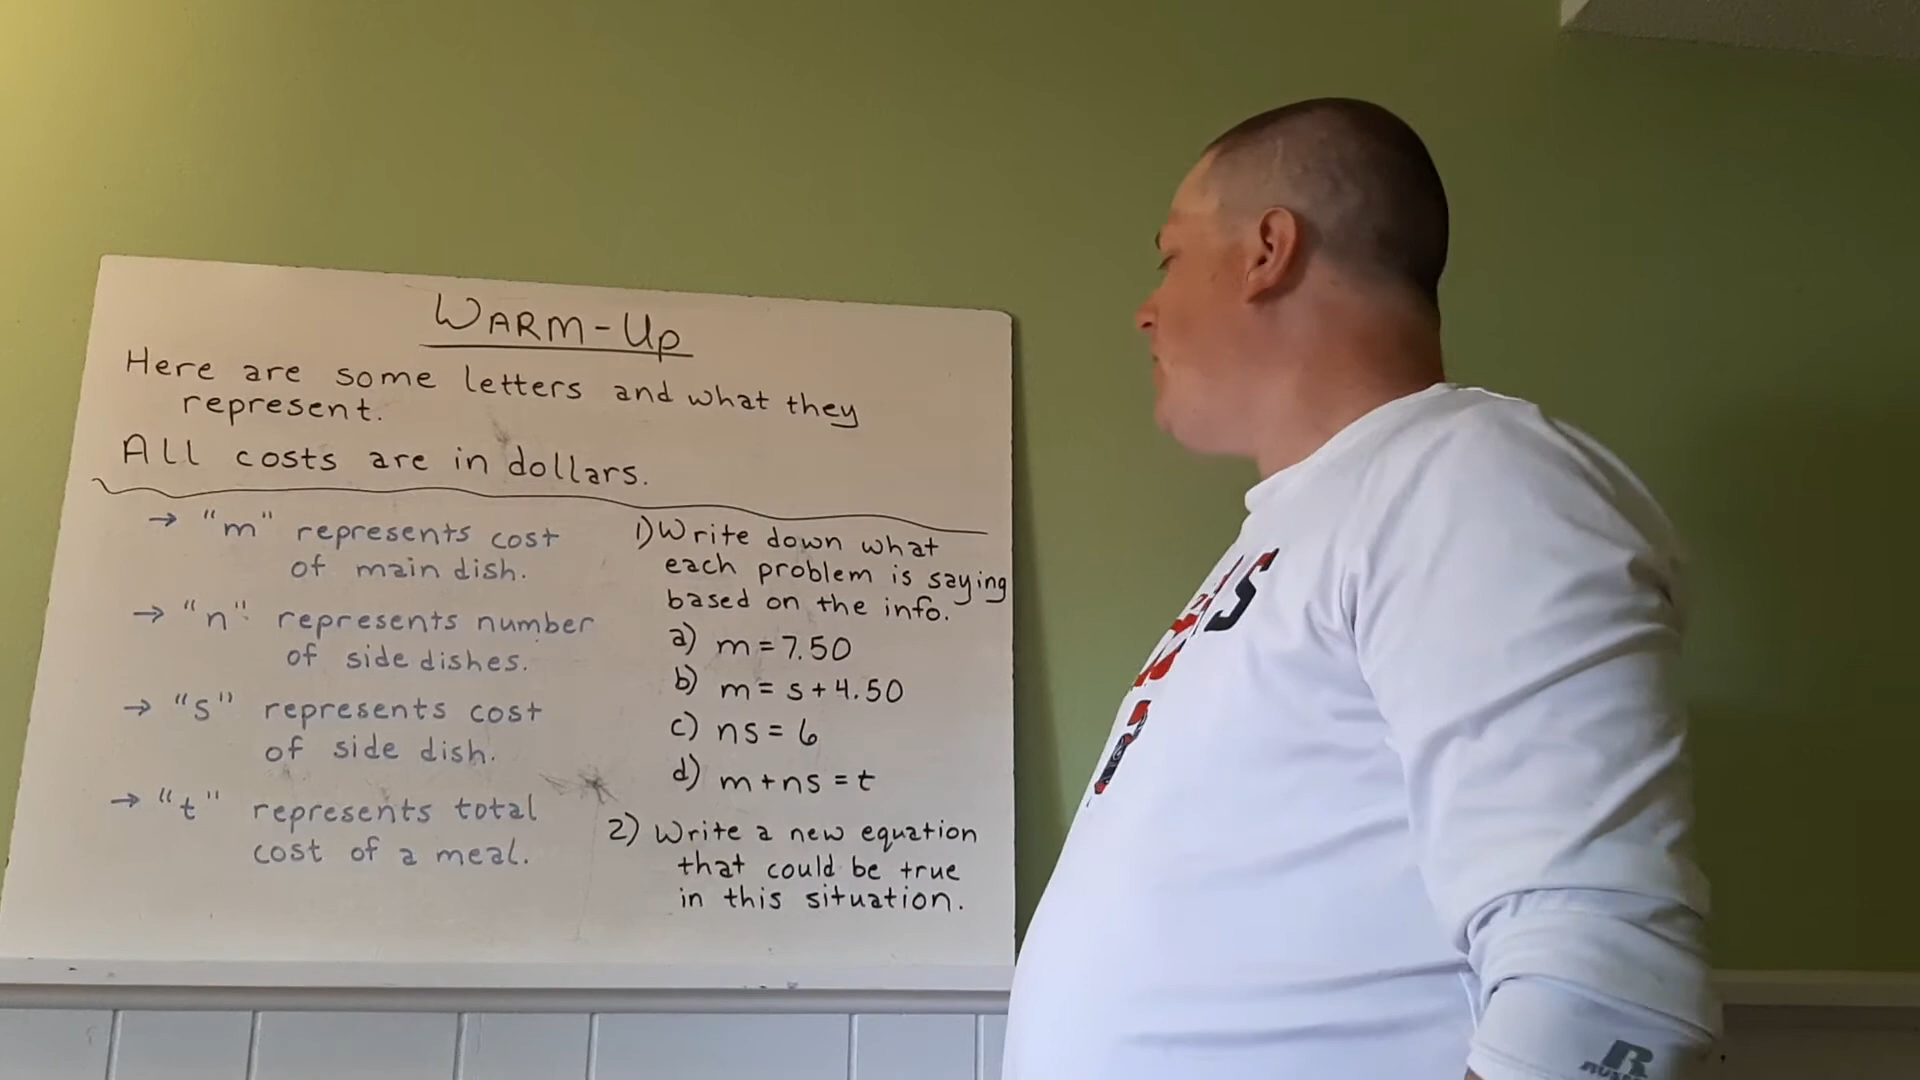 WARM-UP
Here are some letters and what they
represent.
All costs are in dollars.
→ "m" represents cost
of main dish.
→ "n" represents number
of side dishes.
→ "s" represents cost
of side dish.
→ "t" represents total
cost of a meal.
1) Write down what
each problem is saying
based on the info.
a) m = 7.50
b) m = s + 4.50
c) ns = 6
d) m + ns = t
2) Write a new equation
that could be true
in this situation.
R